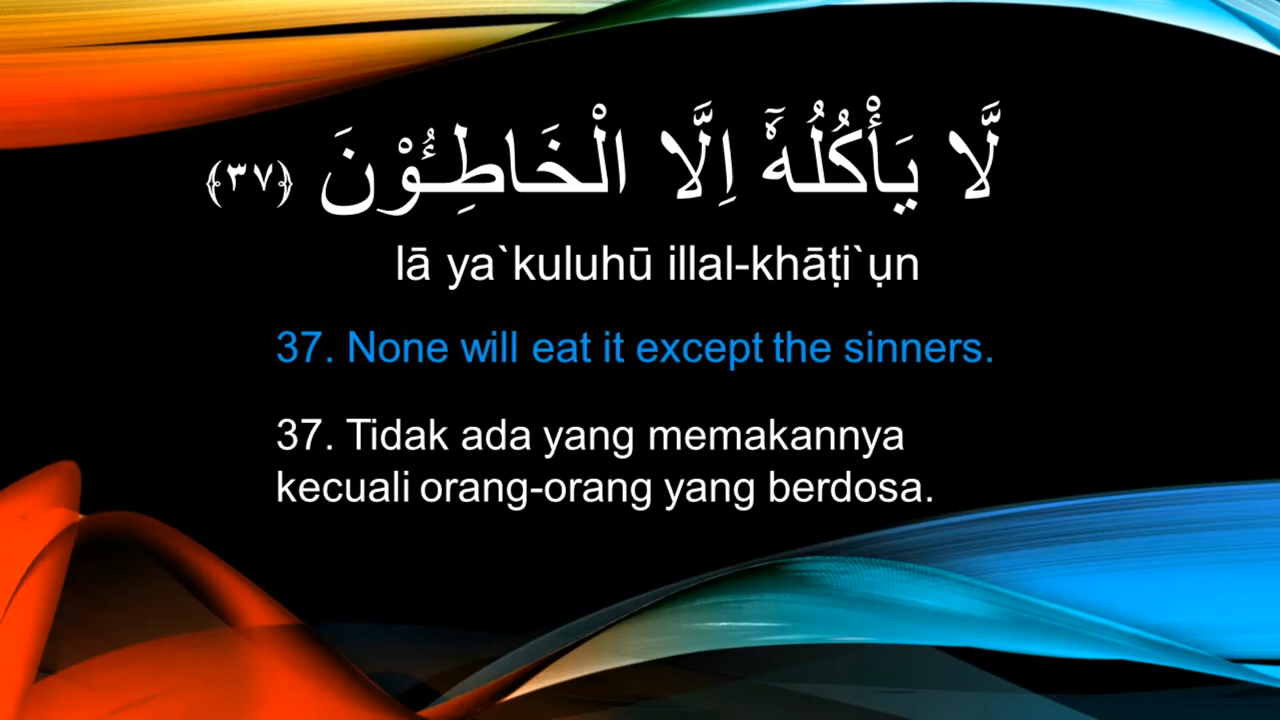 لَّا يَأْكُلُهٗٓ اِلَّا الْخَاطِـُٔوْنَ ﴿٣٧﴾
lā ya`kuluhū illal-khāṭi`ụn
37. None will eat it except the sinners.
37. Tidak ada yang memakannya
kecuali orang-orang yang berdosa.